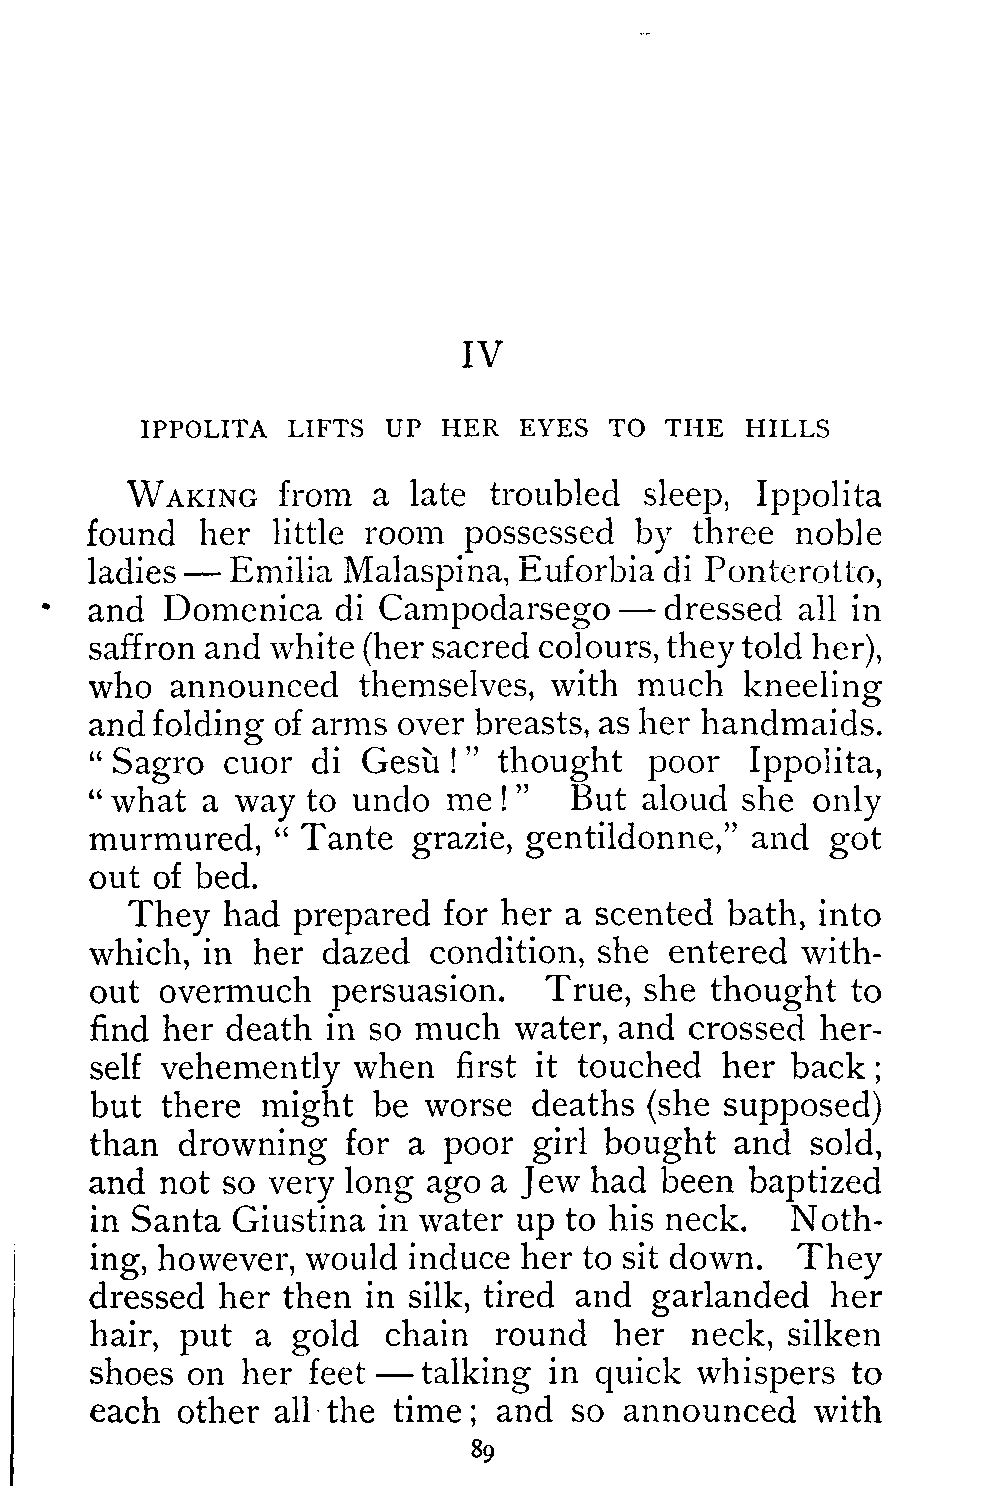 IV
IPPOLITA LIFTS UP HER EYES TO THE HILLS
WAKING from a late troubled sleep, Ippolita
found her little room possessed by three noble
ladies — Emilia Malaspina, Euforbia di Ponterotto,
and Domenica di Campodarsego — dressed all in
saffron and white (her sacred colours, they told her),
who announced themselves, with much kneeling
and folding of arms over breasts, as her handmaids.
“ Sagro cuor di Gesù ! ” thought poor Ippolita,
“ what a way to undo me ! ” But aloud she only
murmured, “ Tante grazie, gentildonne,” and got
out of bed.
They had prepared for her a scented bath, into
which, in her dazed condition, she entered with-
out overmuch persuasion. True, she thought to
find her death in so much water, and crossed her-
self vehemently when first it touched her back ;
but there might be worse deaths (she supposed)
than drowning for a poor girl bought and sold,
and not so very long ago a Jew had been baptized
in Santa Giustina in water up to his neck. Noth-
ing, however, would induce her to sit down. They
dressed her then in silk, tired and garlanded her
hair, put a gold chain round her neck, silken
shoes on her feet — talking in quick whispers to
each other all the time ; and so announced with
89